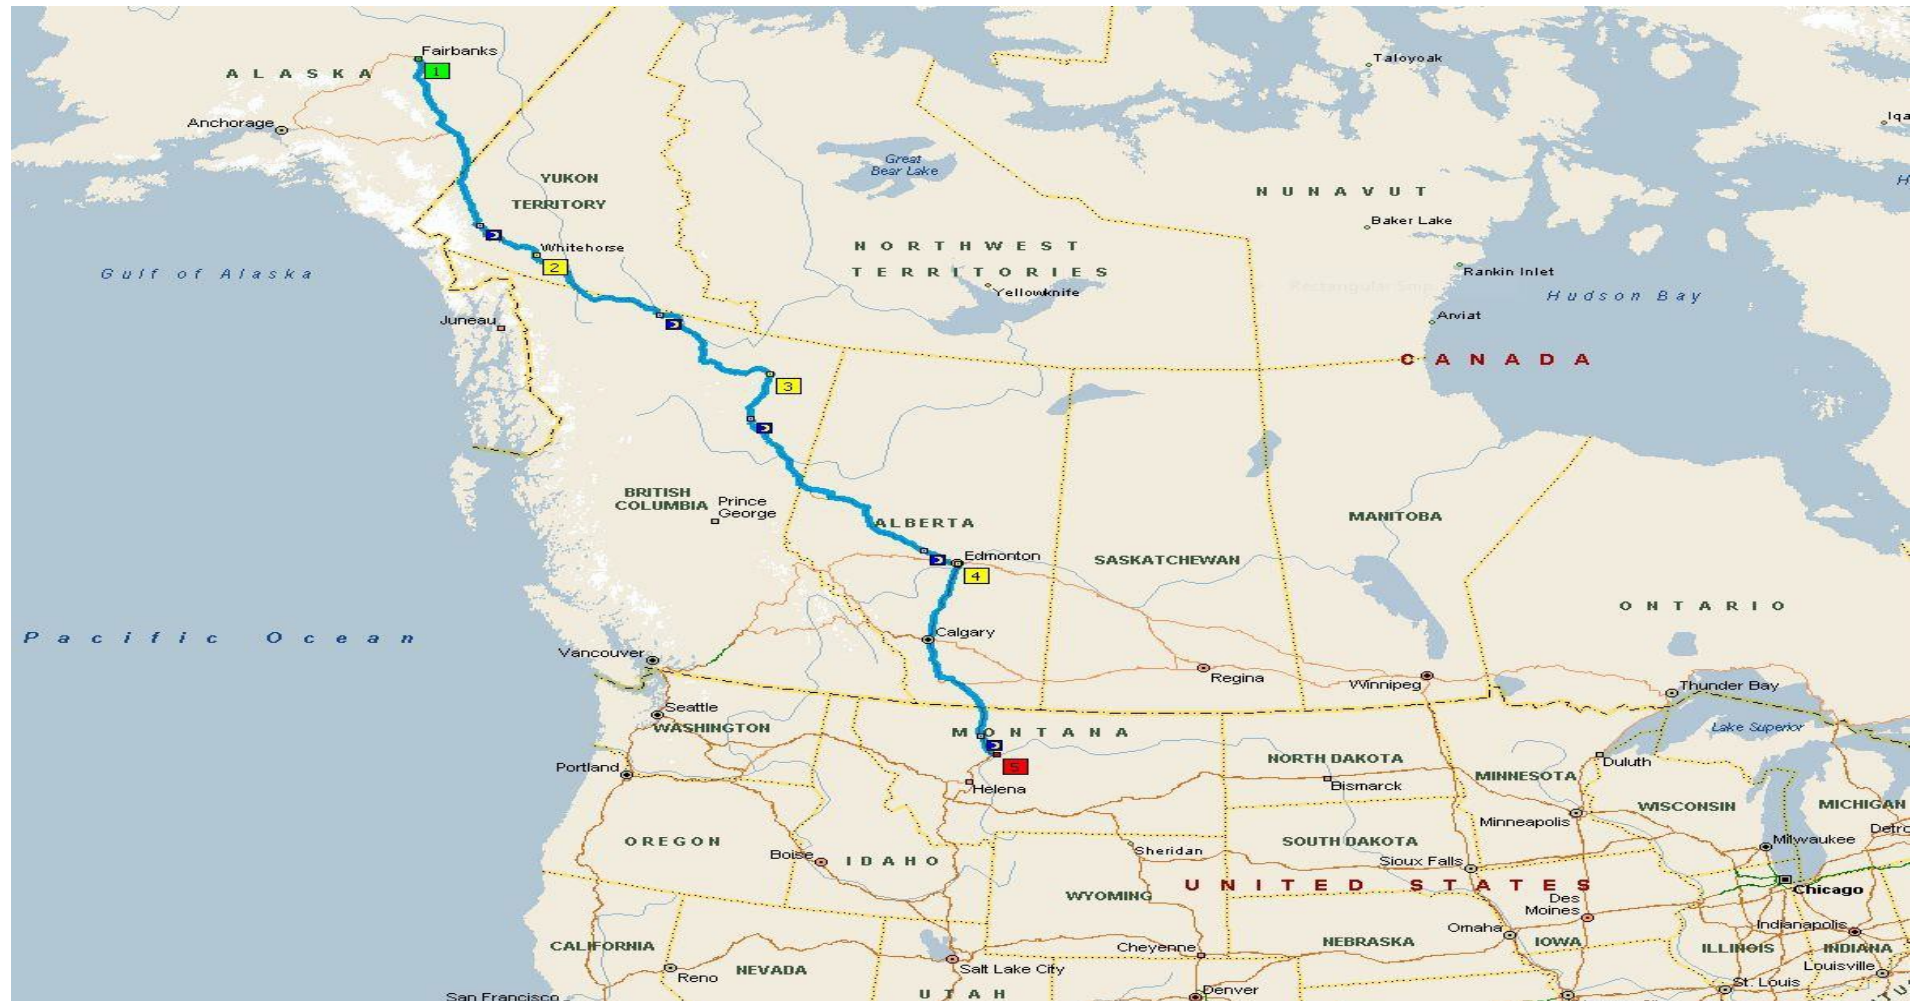 Fairbanks
1
ALASKA
Taloyoak
Anchorage
Iqa
Great
Bear Lake
YUKON
TERRITORY
NUNAVUT
H
Baker Lake
Whitehorse
2
NORTHWEST
TERRITORIES
Gulf of Alaska
Rankin Inlet
Yellowknife
Hudson Bay
Juneau
Arviat
CANADA
3
BRITISH
COLUMBIA
Prince
George
ALBERTA
MANITOBA
Edmonton
SASKATCHEWAN
4
ONTARIO
Pacific Ocean
Calgary
Vancouver
Regina
Winnipeg
Thunder Bay
Seattle
WASHINGTON
MONTANA
Lake Superior
5
Portland
NORTH DAKOTA
Duluth
Helena
Bismarck
MINNESOTA
WISCONSIN
MICHIGAN
Minneapolis
Detro
OREGON
SOUTH DAKOTA
Milwaukee
Boise
IDAHO
Sheridan
Sioux Falls
UNITED STATES
Chicago
WYOMING
Des
Moines
Indianapolis
Omaha
CALIFORNIA
Cheyenne
NEBRASKA
IOWA
ILLINOIS
INDIANA
Reno
NEVADA
Salt Lake City
Louisville
St. Louis
San Francisco
UTAH
Denver